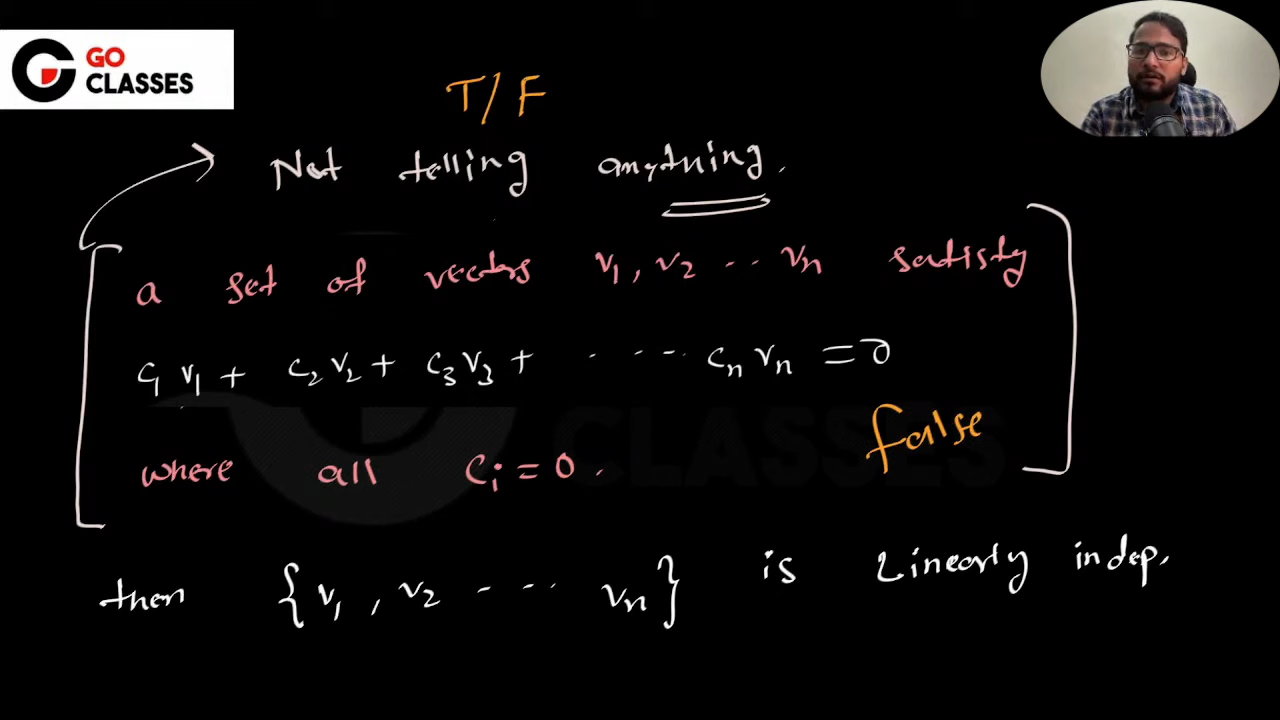 GO
CLASSES
T/F
Not telling anything.
a set of vectors v1, v2 .. vn satisfy
c1 v1 + c2 v2 + c3 v3 + ..... cn vn = 0
false
where all ci = 0.
CLASSES
then {v1, v2 ..... vn} is Linearly indep.